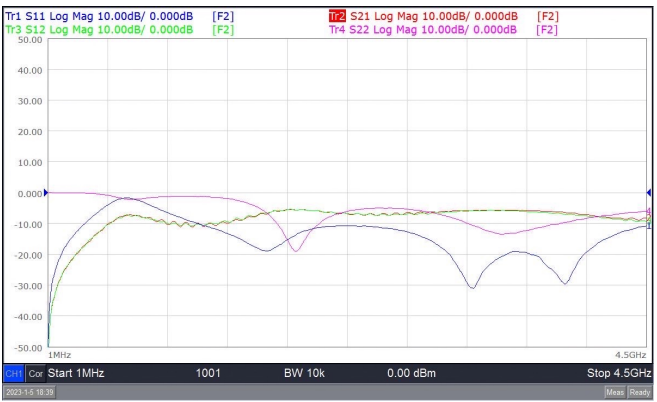 Tr1 S11 Log Mag 10.00dB/ 0.000dB [F2] Tr2 S21 Log Mag 10.00dB/ 0.000dB [F2]
Tr3 S12 Log Mag 10.00dB/ 0.000dB [F2] Tr4 S22 Log Mag 10.00dB/ 0.000dB [F2]
50.00
40.00
30.00
20.00
10.00
0.000
-10.00
-20.00
-30.00
-40.00
-50.00
1MHz 4.5GHz
CH1 Cor Start 1MHz 1001 BW 10k 0.00 dBm Stop 4.5GHz
2023-1-5 18:39 Meas Ready